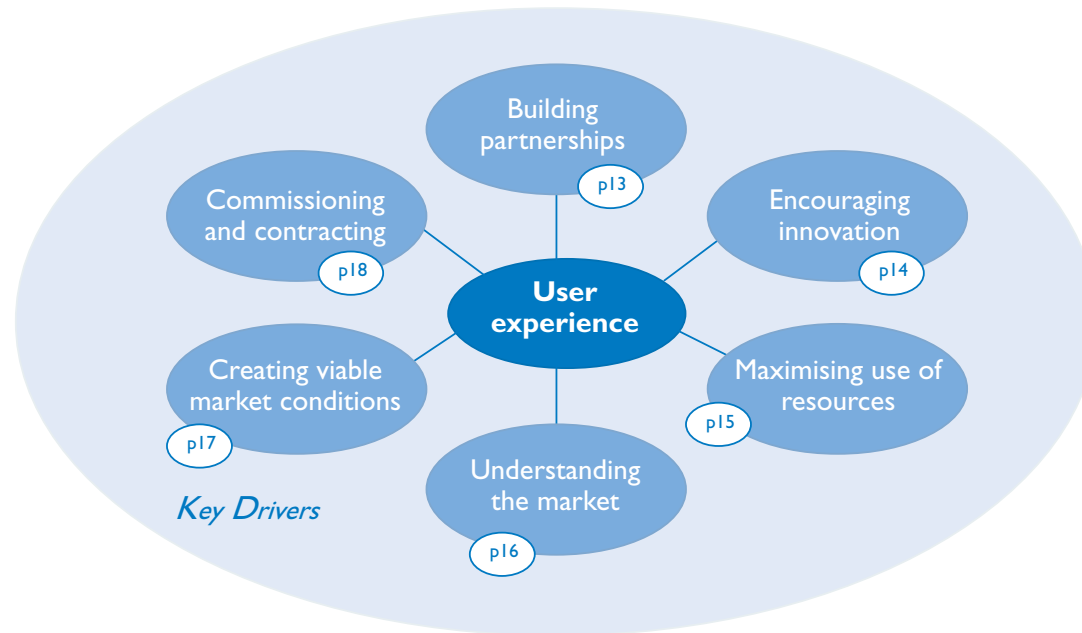 Building
partnerships
p13
Encouraging
innovation
p14
Maximising use of
resources
p15
Understanding
the market
p16
Creating viable
market conditions
p17
Commissioning
and contracting
p18
User
experience
Key Drivers